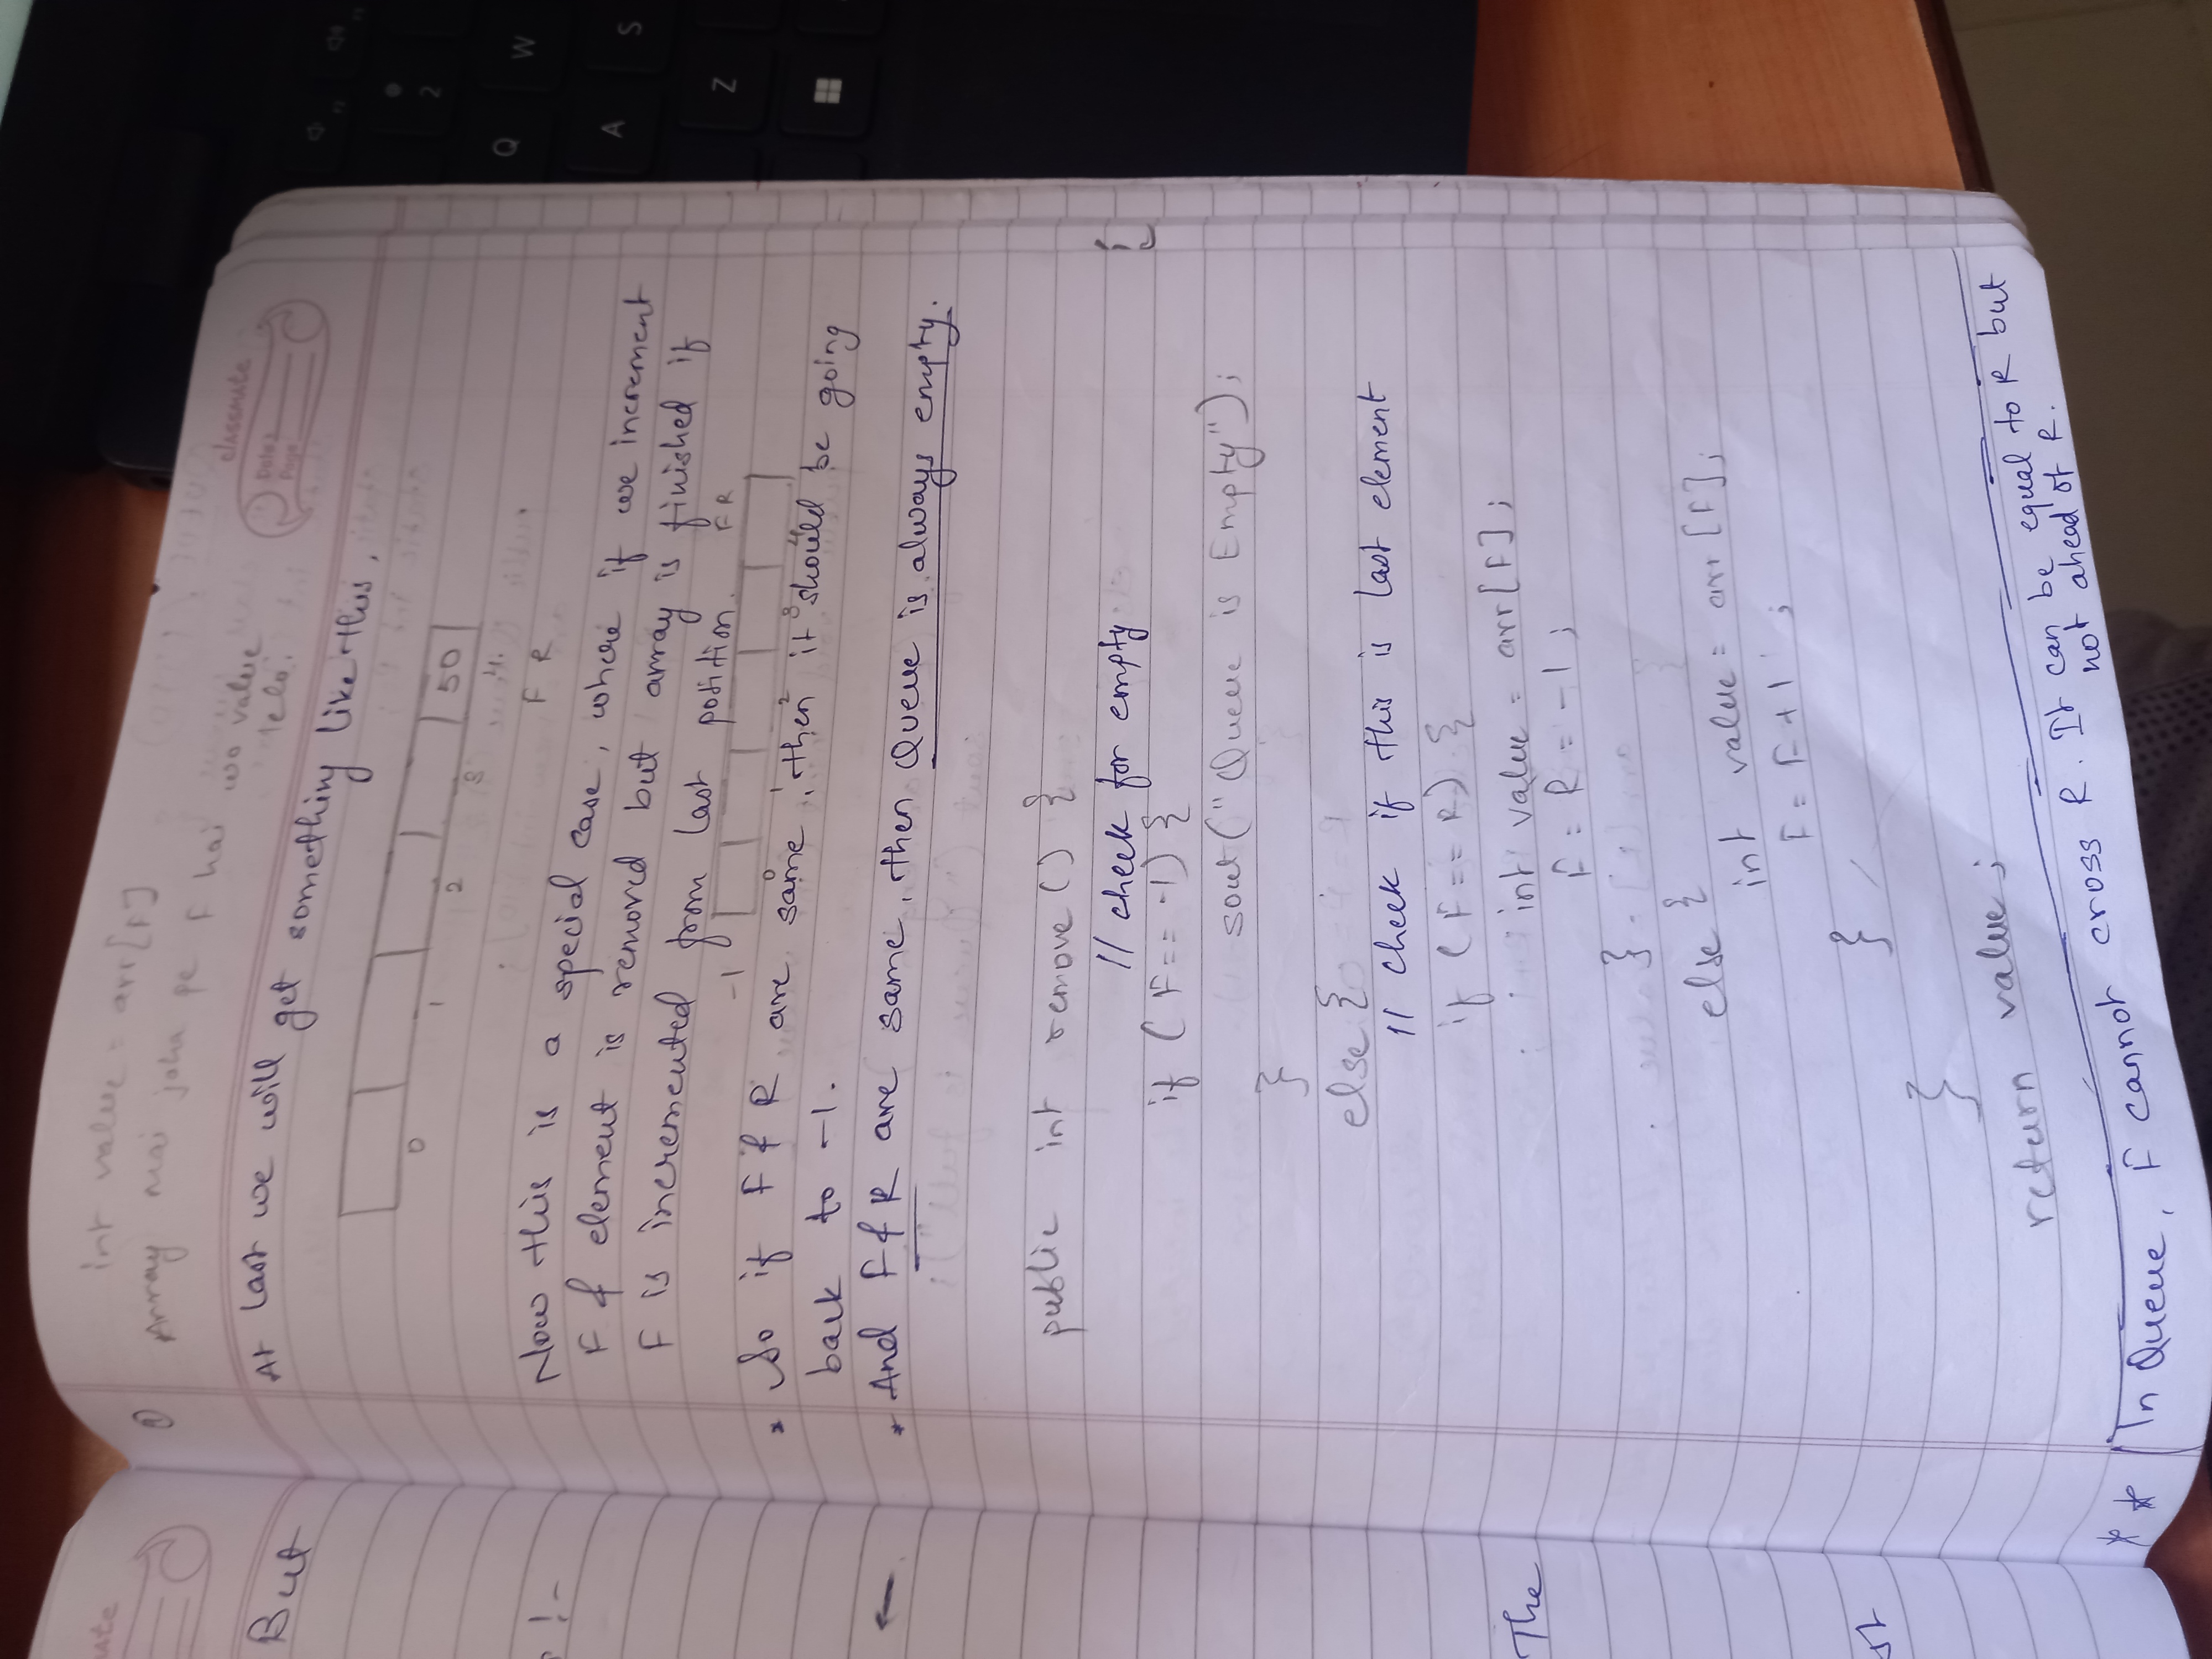 int value = arr[F]
① Array mai jaha pe F hai wo value
lelo.
classmate
Date
Page
At last we will get something like this,
50
0 1 2 3 4
F R
Now this is a special case, where if we increment
F & element is removed but array is finished if
F is incremented from last position.
F R
-1
0 1 2 3 4
* So if F & R are same, then it should be going
back to -1.
* And F & R are same, then Queue is always empty.
public int remove() {
// check for empty
if ( F == -1) {
sout("Queue is Empty");
}
else {
// check if this is last element
if (F == R) {
int value = arr[F];
F = R = -1;
}
else {
int value = arr[F];
F = F + 1 ;
}
}
return value;
** In Queue, F cannot cross R. It can be equal to R but
not ahead of R.
But
! -
←
The
st
Q
W
A
S
Z
2